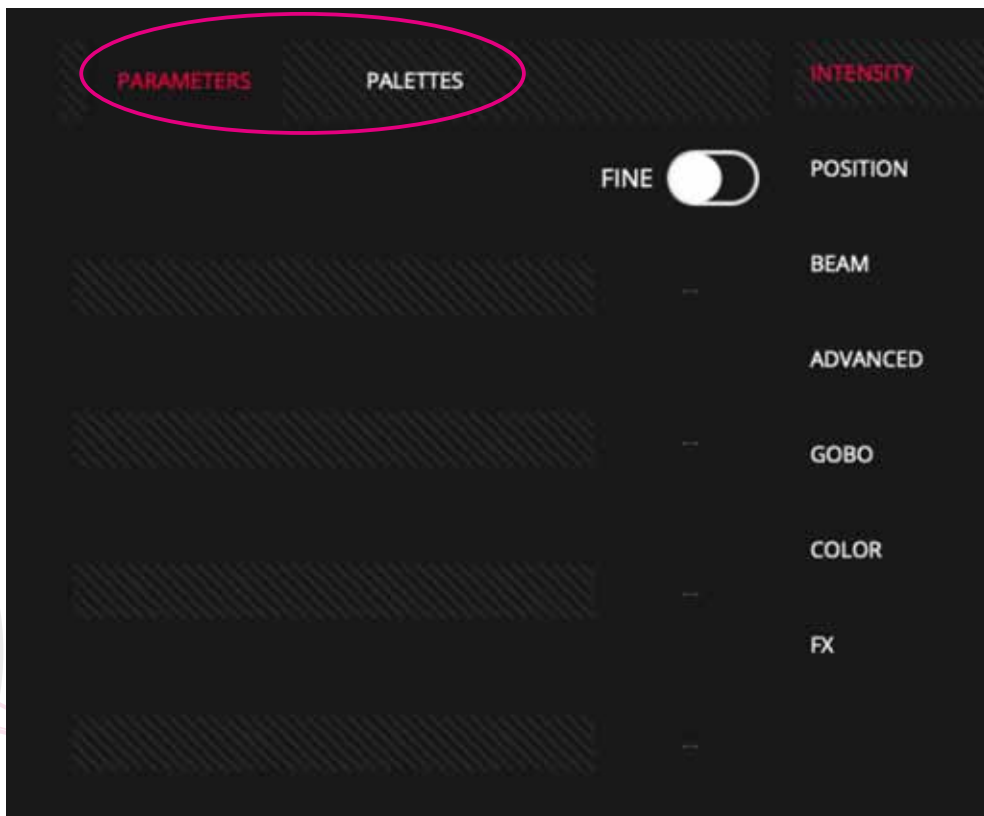 PARAMETERS PALETTES
INTENSITY
FINE
POSITION
BEAM
ADVANCED
GOBO
COLOR
FX